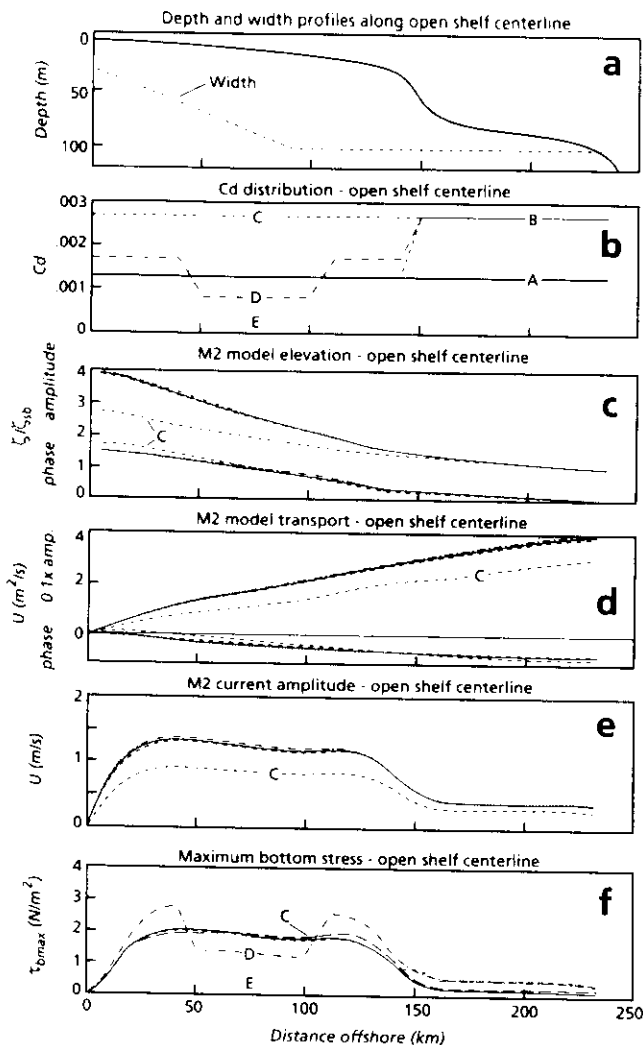 Depth and width profiles along open shelf centerline
0
50
100
Depth (m)
Width
a
Cd distribution - open shelf centerline
.003
.002
.001
0
Cd
C
B
A
D
E
b
M2 model elevation - open shelf centerline
4
3
2
1
0
ζ/ζsb
phase amplitude
C
c
M2 model transport - open shelf centerline
4
2
0
U (m²/s)
phase 0 1x amp.
C
d
M2 current amplitude - open shelf centerline
2
1
0
U (m/s)
C
e
Maximum bottom stress - open shelf centerline
4
3
2
1
0
τbmax (N/m²)
C
D
E
f
0 50 100 150 200 250
Distance offshore (km)